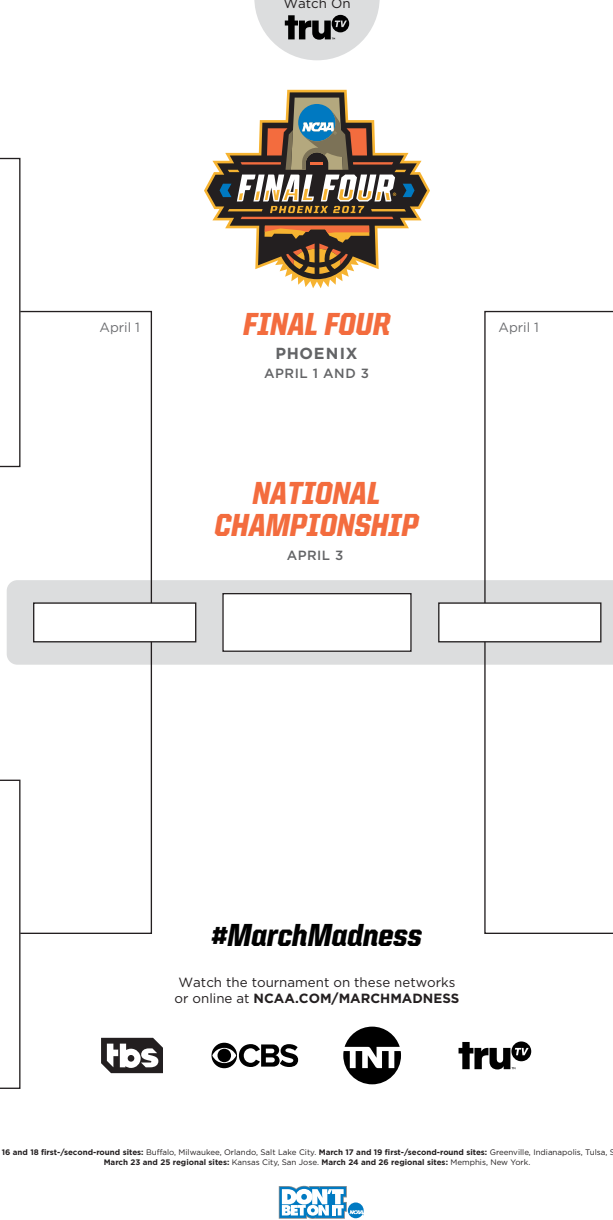 Watch On
truTV
NCAA
FINAL FOUR
PHOENIX 2017
April 1
FINAL FOUR
April 1
PHOENIX
APRIL 1 AND 3
NATIONAL
CHAMPIONSHIP
APRIL 3
#MarchMadness
Watch the tournament on these networks
or online at NCAA.COM/MARCHMADNESS
tbs CBS TNT truTV
16 and 18 first-/second-round sites: Buffalo, Milwaukee, Orlando, Salt Lake City. March 17 and 19 first-/second-round sites: Greenville, Indianapolis, Tulsa,
March 23 and 25 regional sites: Kansas City, San Jose. March 24 and 26 regional sites: Memphis, New York.
DON'T
BET ON IT NCAA